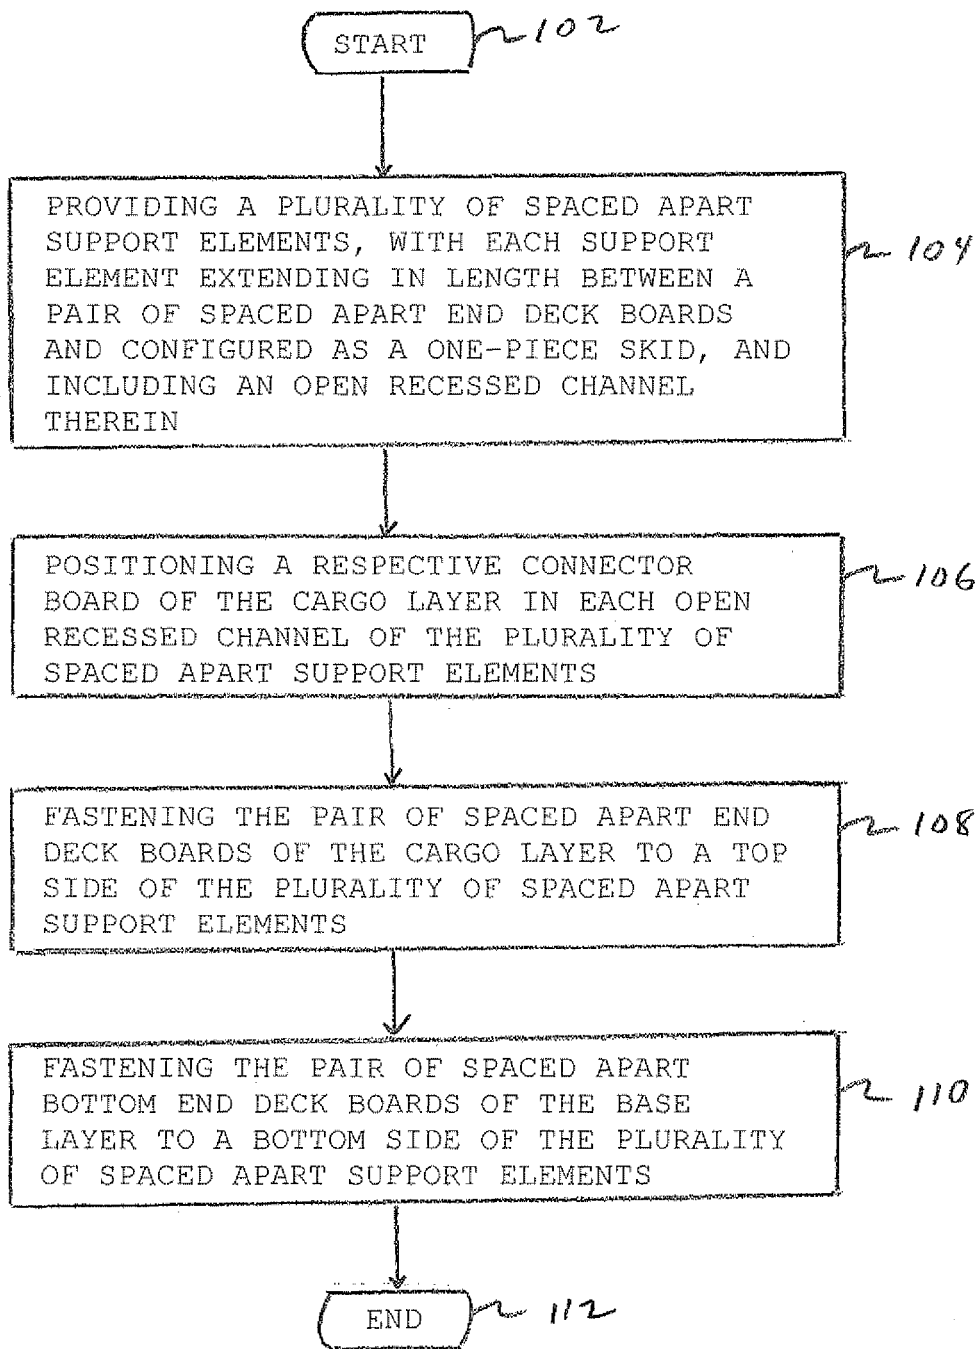 START
102
PROVIDING A PLURALITY OF SPACED APART
SUPPORT ELEMENTS, WITH EACH SUPPORT
ELEMENT EXTENDING IN LENGTH BETWEEN A
PAIR OF SPACED APART END DECK BOARDS
AND CONFIGURED AS A ONE-PIECE SKID, AND
INCLUDING AN OPEN RECESSED CHANNEL
THEREIN
104
POSITIONING A RESPECTIVE CONNECTOR
BOARD OF THE CARGO LAYER IN EACH OPEN
RECESSED CHANNEL OF THE PLURALITY OF
SPACED APART SUPPORT ELEMENTS
106
FASTENING THE PAIR OF SPACED APART END
DECK BOARDS OF THE CARGO LAYER TO A TOP
SIDE OF THE PLURALITY OF SPACED APART
SUPPORT ELEMENTS
108
FASTENING THE PAIR OF SPACED APART
BOTTOM END DECK BOARDS OF THE BASE
LAYER TO A BOTTOM SIDE OF THE PLURALITY
OF SPACED APART SUPPORT ELEMENTS
110
END
112